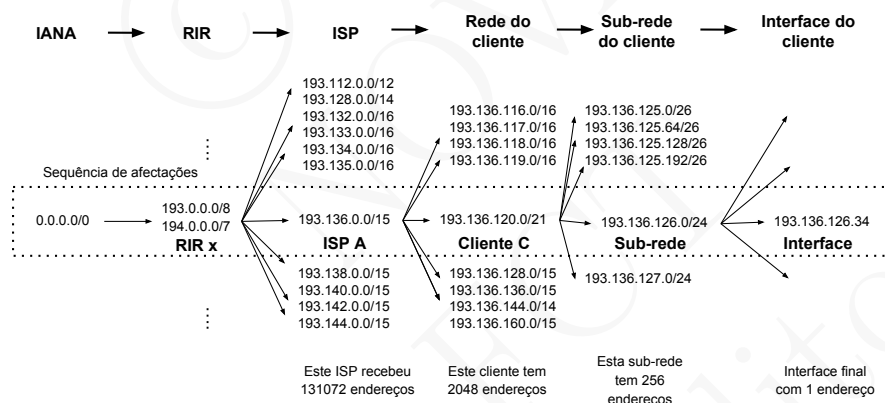 IANA
RIR
ISP
Rede do cliente
Sub-rede do cliente
Interface do cliente
193.112.0.0/12
193.128.0.0/14
193.132.0.0/16
193.133.0.0/16
193.134.0.0/16
193.135.0.0/16
193.136.116.0/16
193.136.117.0/16
193.136.118.0/16
193.136.119.0/16
193.136.125.0/26
193.136.125.64/26
193.136.125.128/26
193.136.125.192/26
Sequência de afectações
0.0.0.0/0
193.0.0.0/8
194.0.0.0/7
RIR x
193.136.0.0/15
ISP A
193.136.120.0/21
Cliente C
193.136.126.0/24
Sub-rede
193.136.126.34
Interface
193.138.0.0/15
193.140.0.0/15
193.142.0.0/15
193.144.0.0/15
193.136.128.0/15
193.136.136.0/15
193.136.144.0/14
193.136.160.0/15
193.136.127.0/24
Este ISP recebeu
131072 endereços
Este cliente tem
2048 endereços
Esta sub-rede
tem 256
endereços
Interface final
com 1 endereço